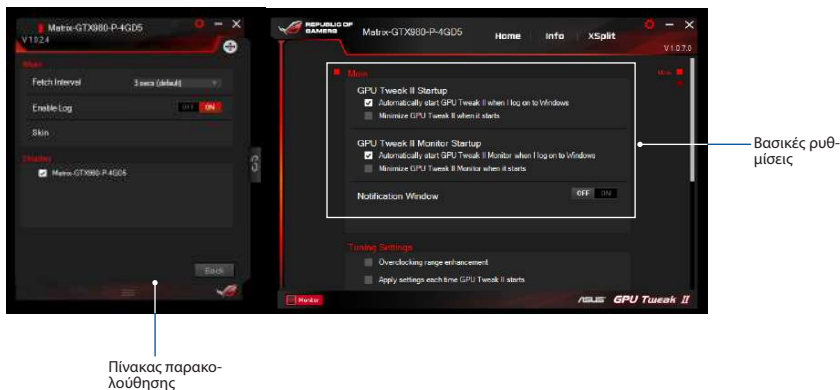 Matrix-GTX980-P-4GD5
V 1.0.2.4
Main
Fetch Interval 3 secs (default)
Enable Log OFF ON
Skin
Display
Matrix-GTX980-P-4GD5
Back
REPUBLIC OF
GAMERS
Matrix-GTX980-P-4GD5 Home Info XSplit
V 1.0.7.0
Main
Main
GPU Tweak II Startup
Automatically start GPU Tweak II when I log on to Windows
Minimize GPU Tweak II when it starts
GPU Tweak II Monitor Startup
Automatically start GPU Tweak II Monitor when I log on to Windows
Minimize GPU Tweak II Monitor when it starts
Notification Window OFF ON
Tuning Settings
Overclocking range enhancement
Apply settings each time GPU Tweak II starts
Monitor
ASUS GPU Tweak II
Βασικές ρυθ-
μίσεις
Πίνακας παρακο-
λούθησης